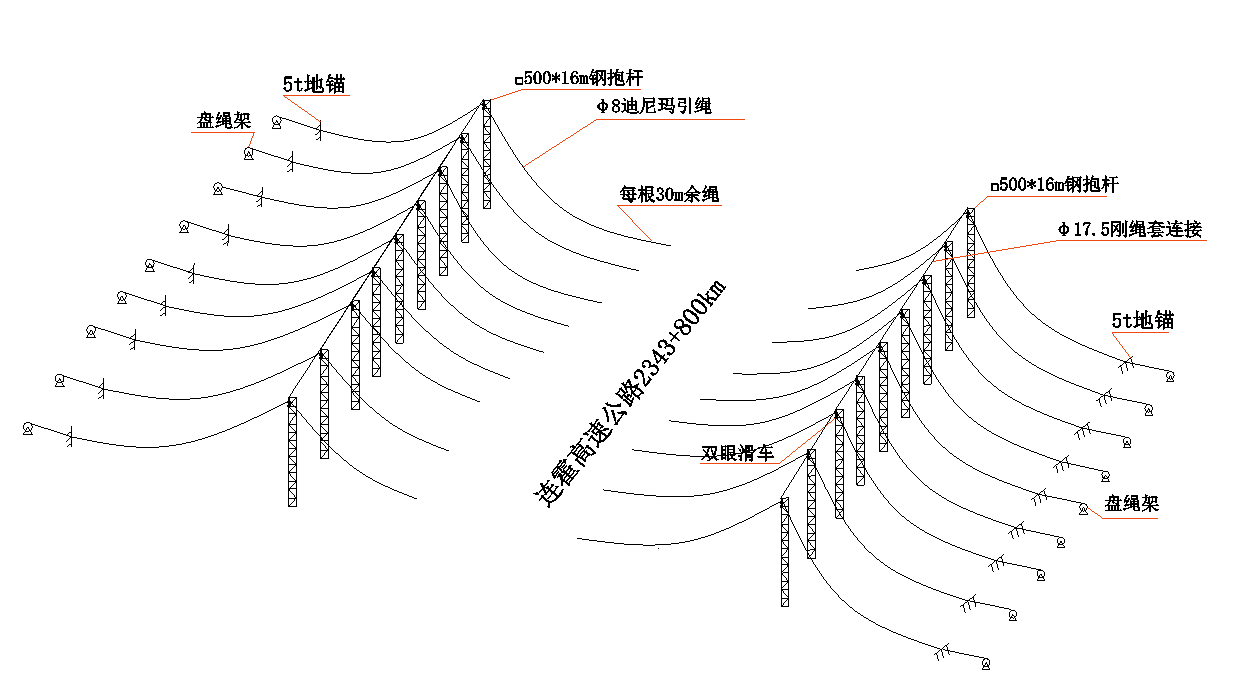 □500*16m钢抱杆
5t地锚
φ8迪尼玛引绳
盘绳架
□500*16m钢抱杆
每根30m余绳
φ17.5刚绳套连接
连霍高速公路2343+800km
5t地锚
双眼滑车
盘绳架